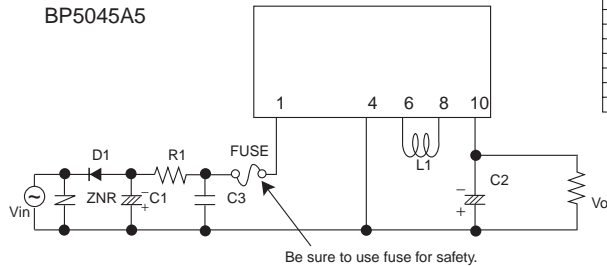 BP5045A5
1 4 6 8 10
D1 R1 FUSE
L1
Vin ZNR − + C1 C3 − + C2 Vo
Be sure to use fuse for safety.